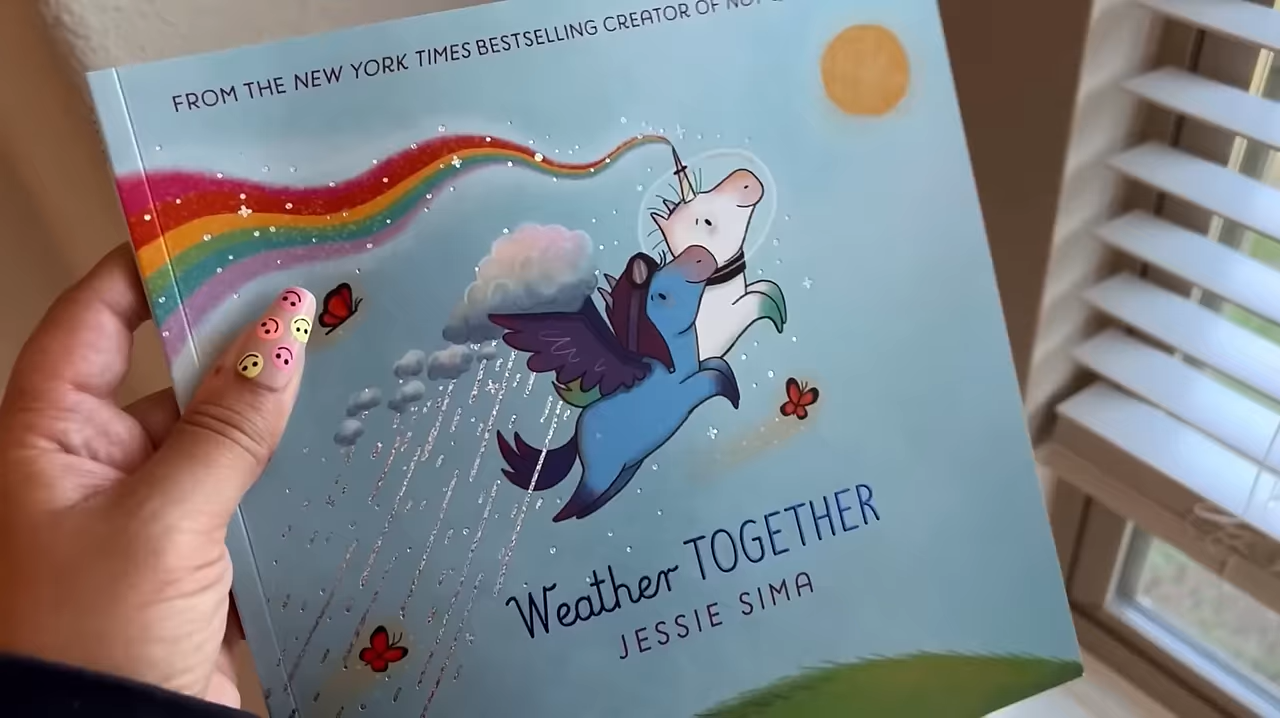 FROM THE NEW YORK TIMES BESTSELLING CREATOR OF
Weather TOGETHER
JESSIE SIMA